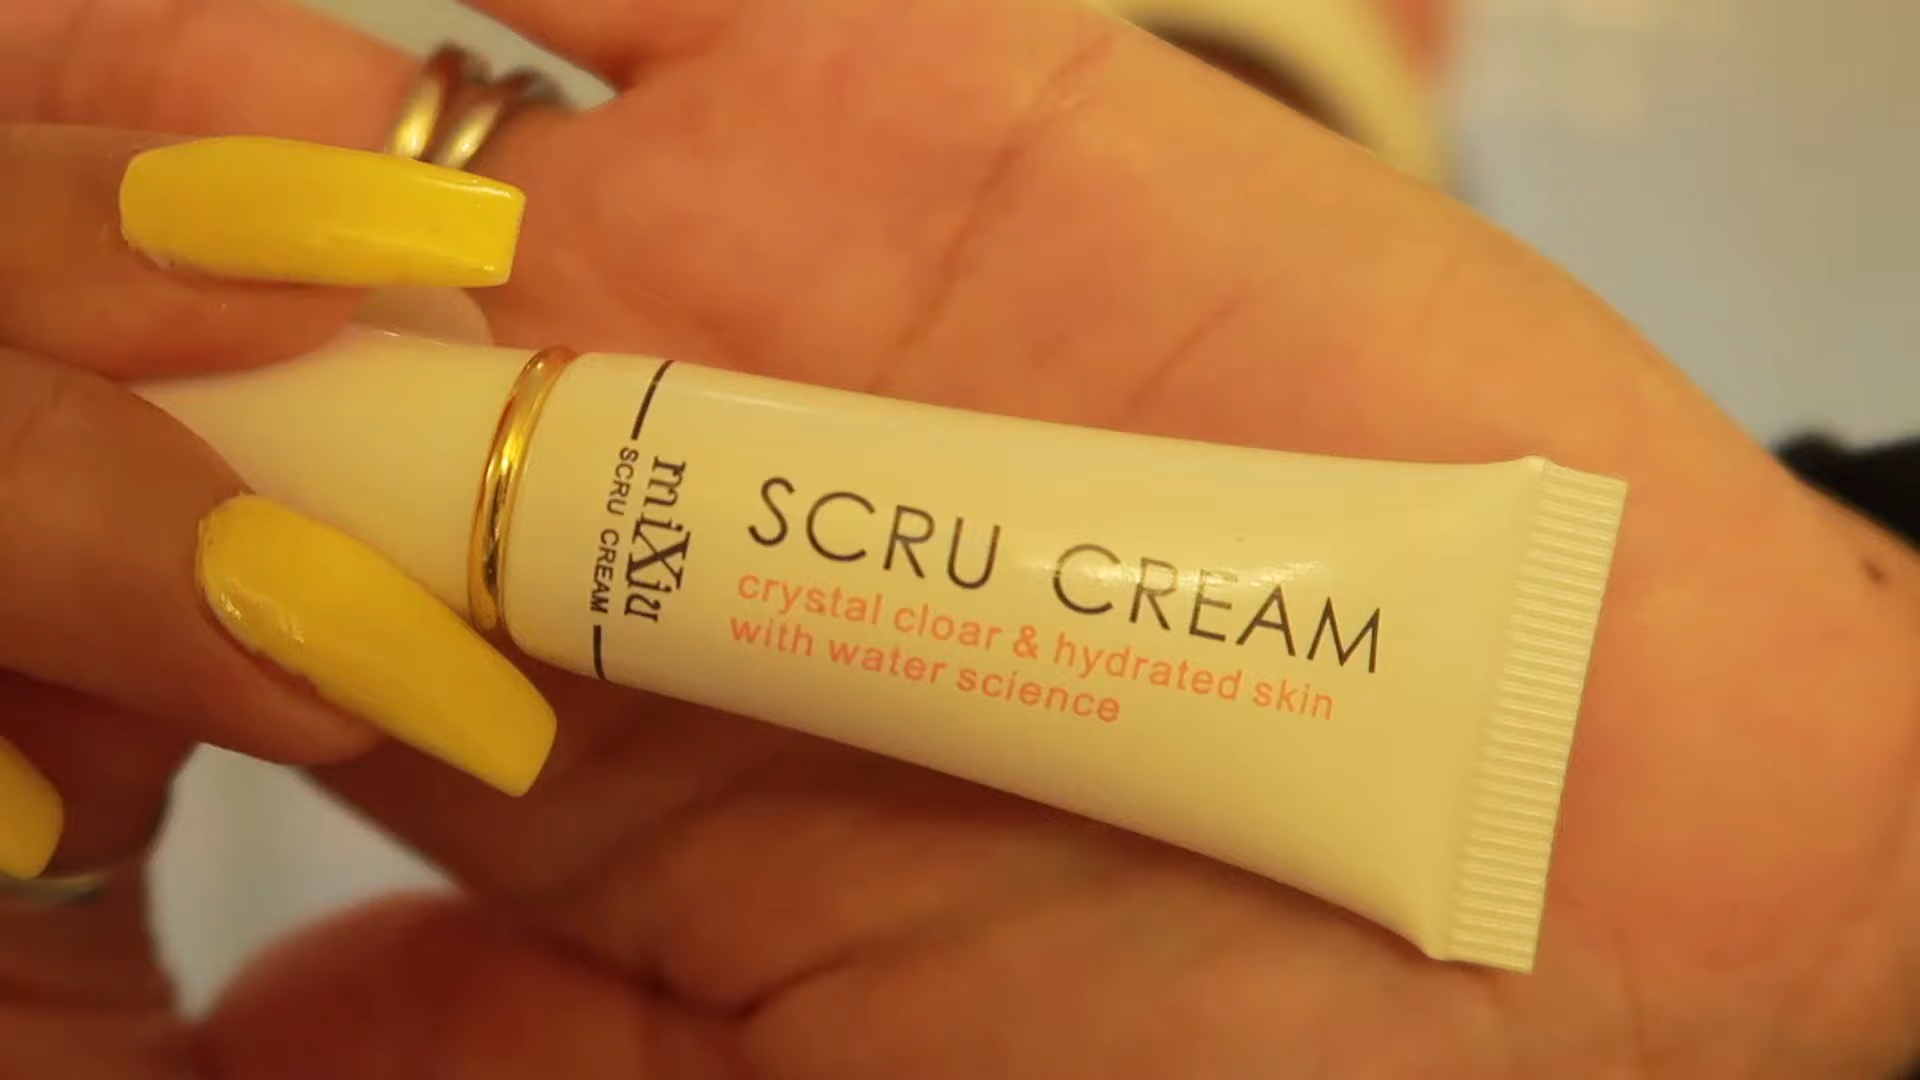 miXiu
SCRU CREAM
SCRU CREAM
crystal cloar & hydrated skin
with water science